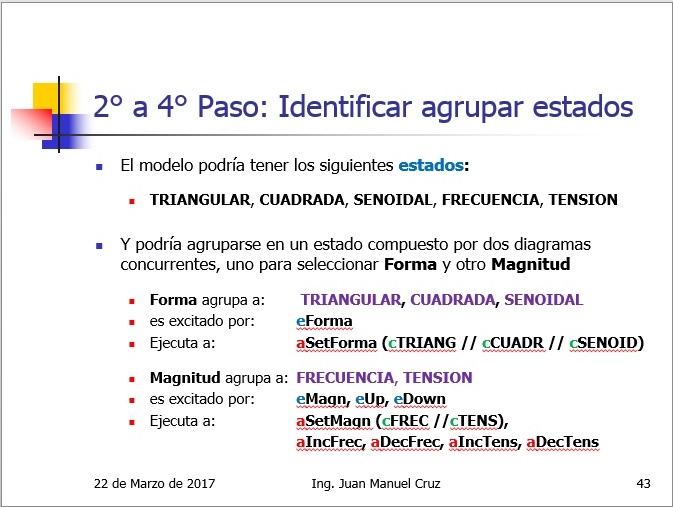 2° a 4° Paso: Identificar agrupar estados
El modelo podría tener los siguientes estados:
TRIANGULAR, CUADRADA, SENOIDAL, FRECUENCIA, TENSION
Y podría agruparse en un estado compuesto por dos diagramas
concurrentes, uno para seleccionar Forma y otro Magnitud
Forma agrupa a: TRIANGULAR, CUADRADA, SENOIDAL
es excitado por: eForma
Ejecuta a: aSetForma (cTRIANG // cCUADR // cSENOID)
Magnitud agrupa a: FRECUENCIA, TENSION
es excitado por: eMagn, eUp, eDown
Ejecuta a: aSetMagn (cFREC //cTENS),
aIncFrec, aDecFrec, aIncTens, aDecTens
22 de Marzo de 2017 Ing. Juan Manuel Cruz 43